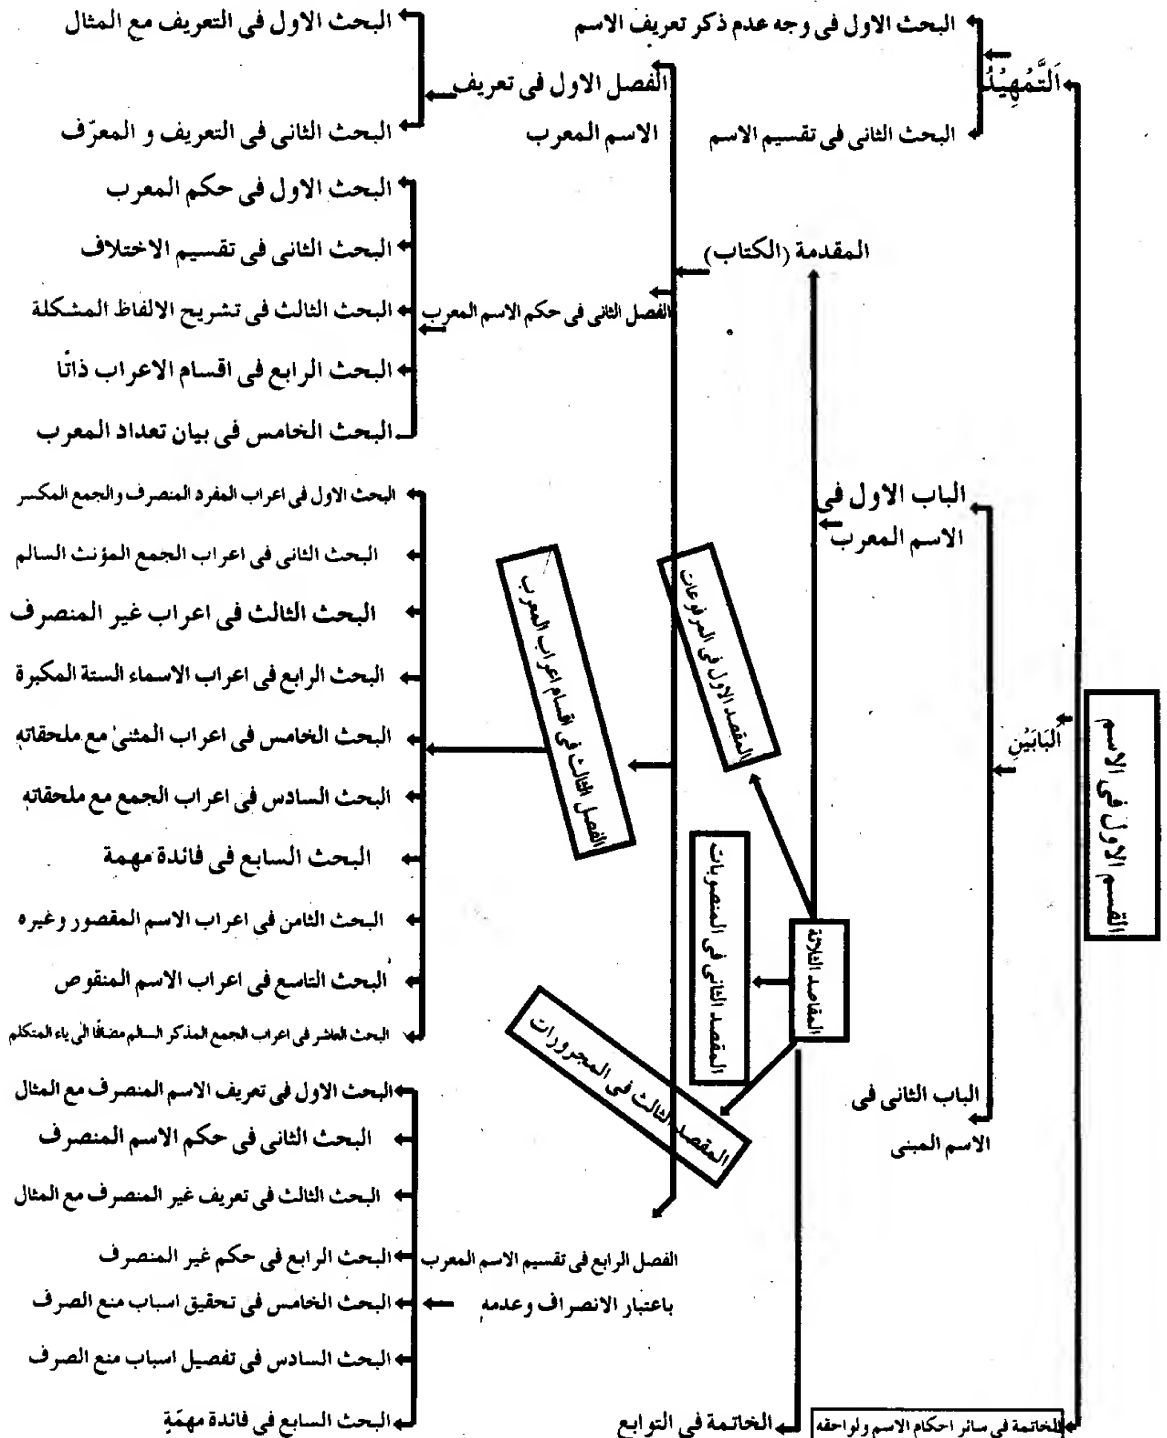 القسم الاول فى الاسم
اَلتَّمْهِيْدُ
البحث الاول فى وجه عدم ذكر تعريف الاسم
البحث الثانى فى تقسيم الاسم
اَلبَابَيْنِ
الباب الاول فى
الاسم المعرب
المقدمة (الكتاب)
الفصل الاول فى تعريف
الاسم المعرب
البحث الاول فى التعريف مع المثال
البحث الثانى فى التعريف و المعرّف
الفصل الثانى فى حكم الاسم المعرب
البحث الاول فى حكم المعرب
البحث الثانى فى تقسيم الاختلاف
البحث الثالث فى تشريح الالفاظ المشكلة
البحث الرابع فى اقسام الاعراب ذاتًا
البحث الخامس فى بيان تعداد المعرب
الفصل الثالث فى اقسام اعراب المعرب
البحث الاول فى اعراب المفرد المنصرف والجمع المكسر
البحث الثانى فى اعراب الجمع المؤنث السالم
البحث الثالث فى اعراب غير المنصرف
البحث الرابع فى اعراب الاسماء الستة المكبرة
البحث الخامس فى اعراب المثنىٰ مع ملحقاتهٖ
البحث السادس فى اعراب الجمع مع ملحقاتهٖ
البحث السابع فى فائدة مهمة
البحث الثامن فى اعراب الاسم المقصور وغيره
البحث التاسع فى اعراب الاسم المنقوص
البحث العاشر فى اعراب الجمع المذكر السالم مضافًا الى ياء المتكلم
الفصل الرابع فى تقسيم الاسم المعرب
باعتبار الانصراف وعدمهٖ
البحث الاول فى تعريف الاسم المنصرف مع المثال
البحث الثانى فى حكم الاسم المنصرف
البحث الثالث فى تعريف غير المنصرف مع المثال
البحث الرابع فى حكم غير المنصرف
البحث الخامس فى تحقيق اسباب منع الصرف
البحث السادس فى تفصيل اسباب منع الصرف
البحث السابع فى فائدة مهمّةٍ
المقاصد الثلاثة
المقصد الاول فى المرفوعات
المقصد الثانى فى المنصوبات
المقصد الثالث فى المجرورات
الخاتمة فى التوابع
الباب الثانى فى
الاسم المبنى
الخاتمة فى سائر احكام الاسم ولواحقه